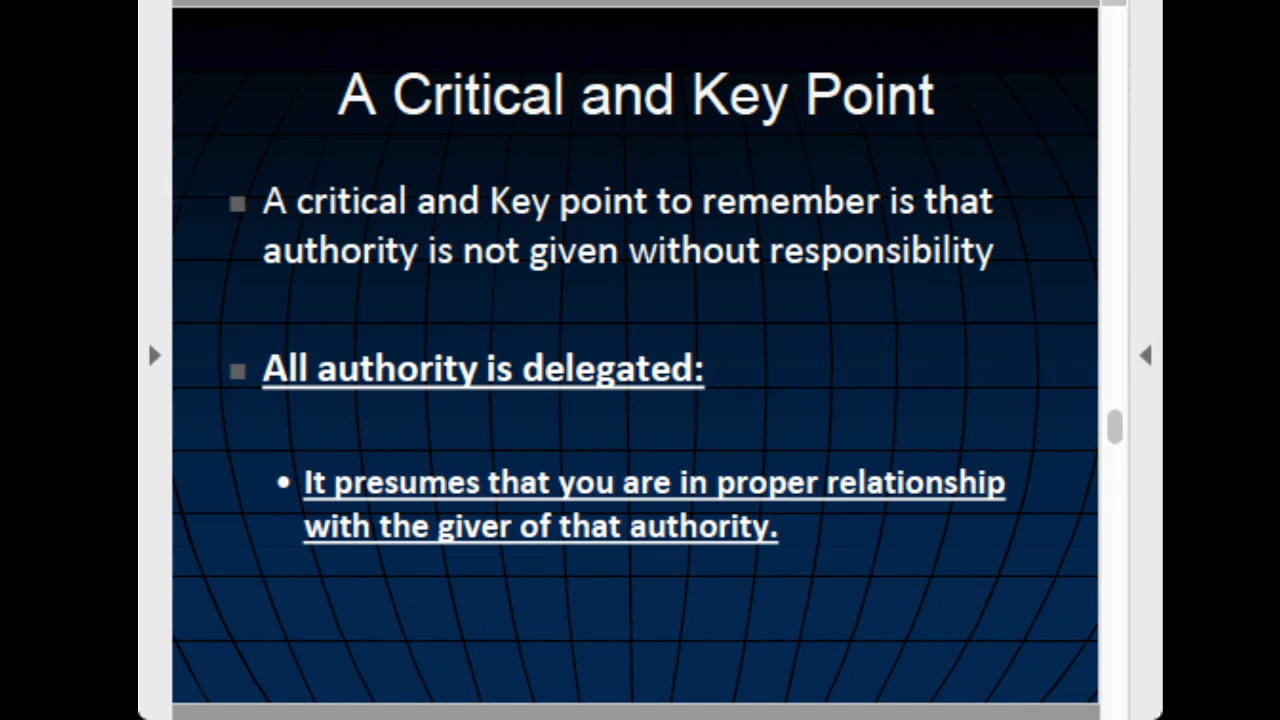 A Critical and Key Point
A critical and Key point to remember is that
authority is not given without responsibility
All authority is delegated:
It presumes that you are in proper relationship
with the giver of that authority.